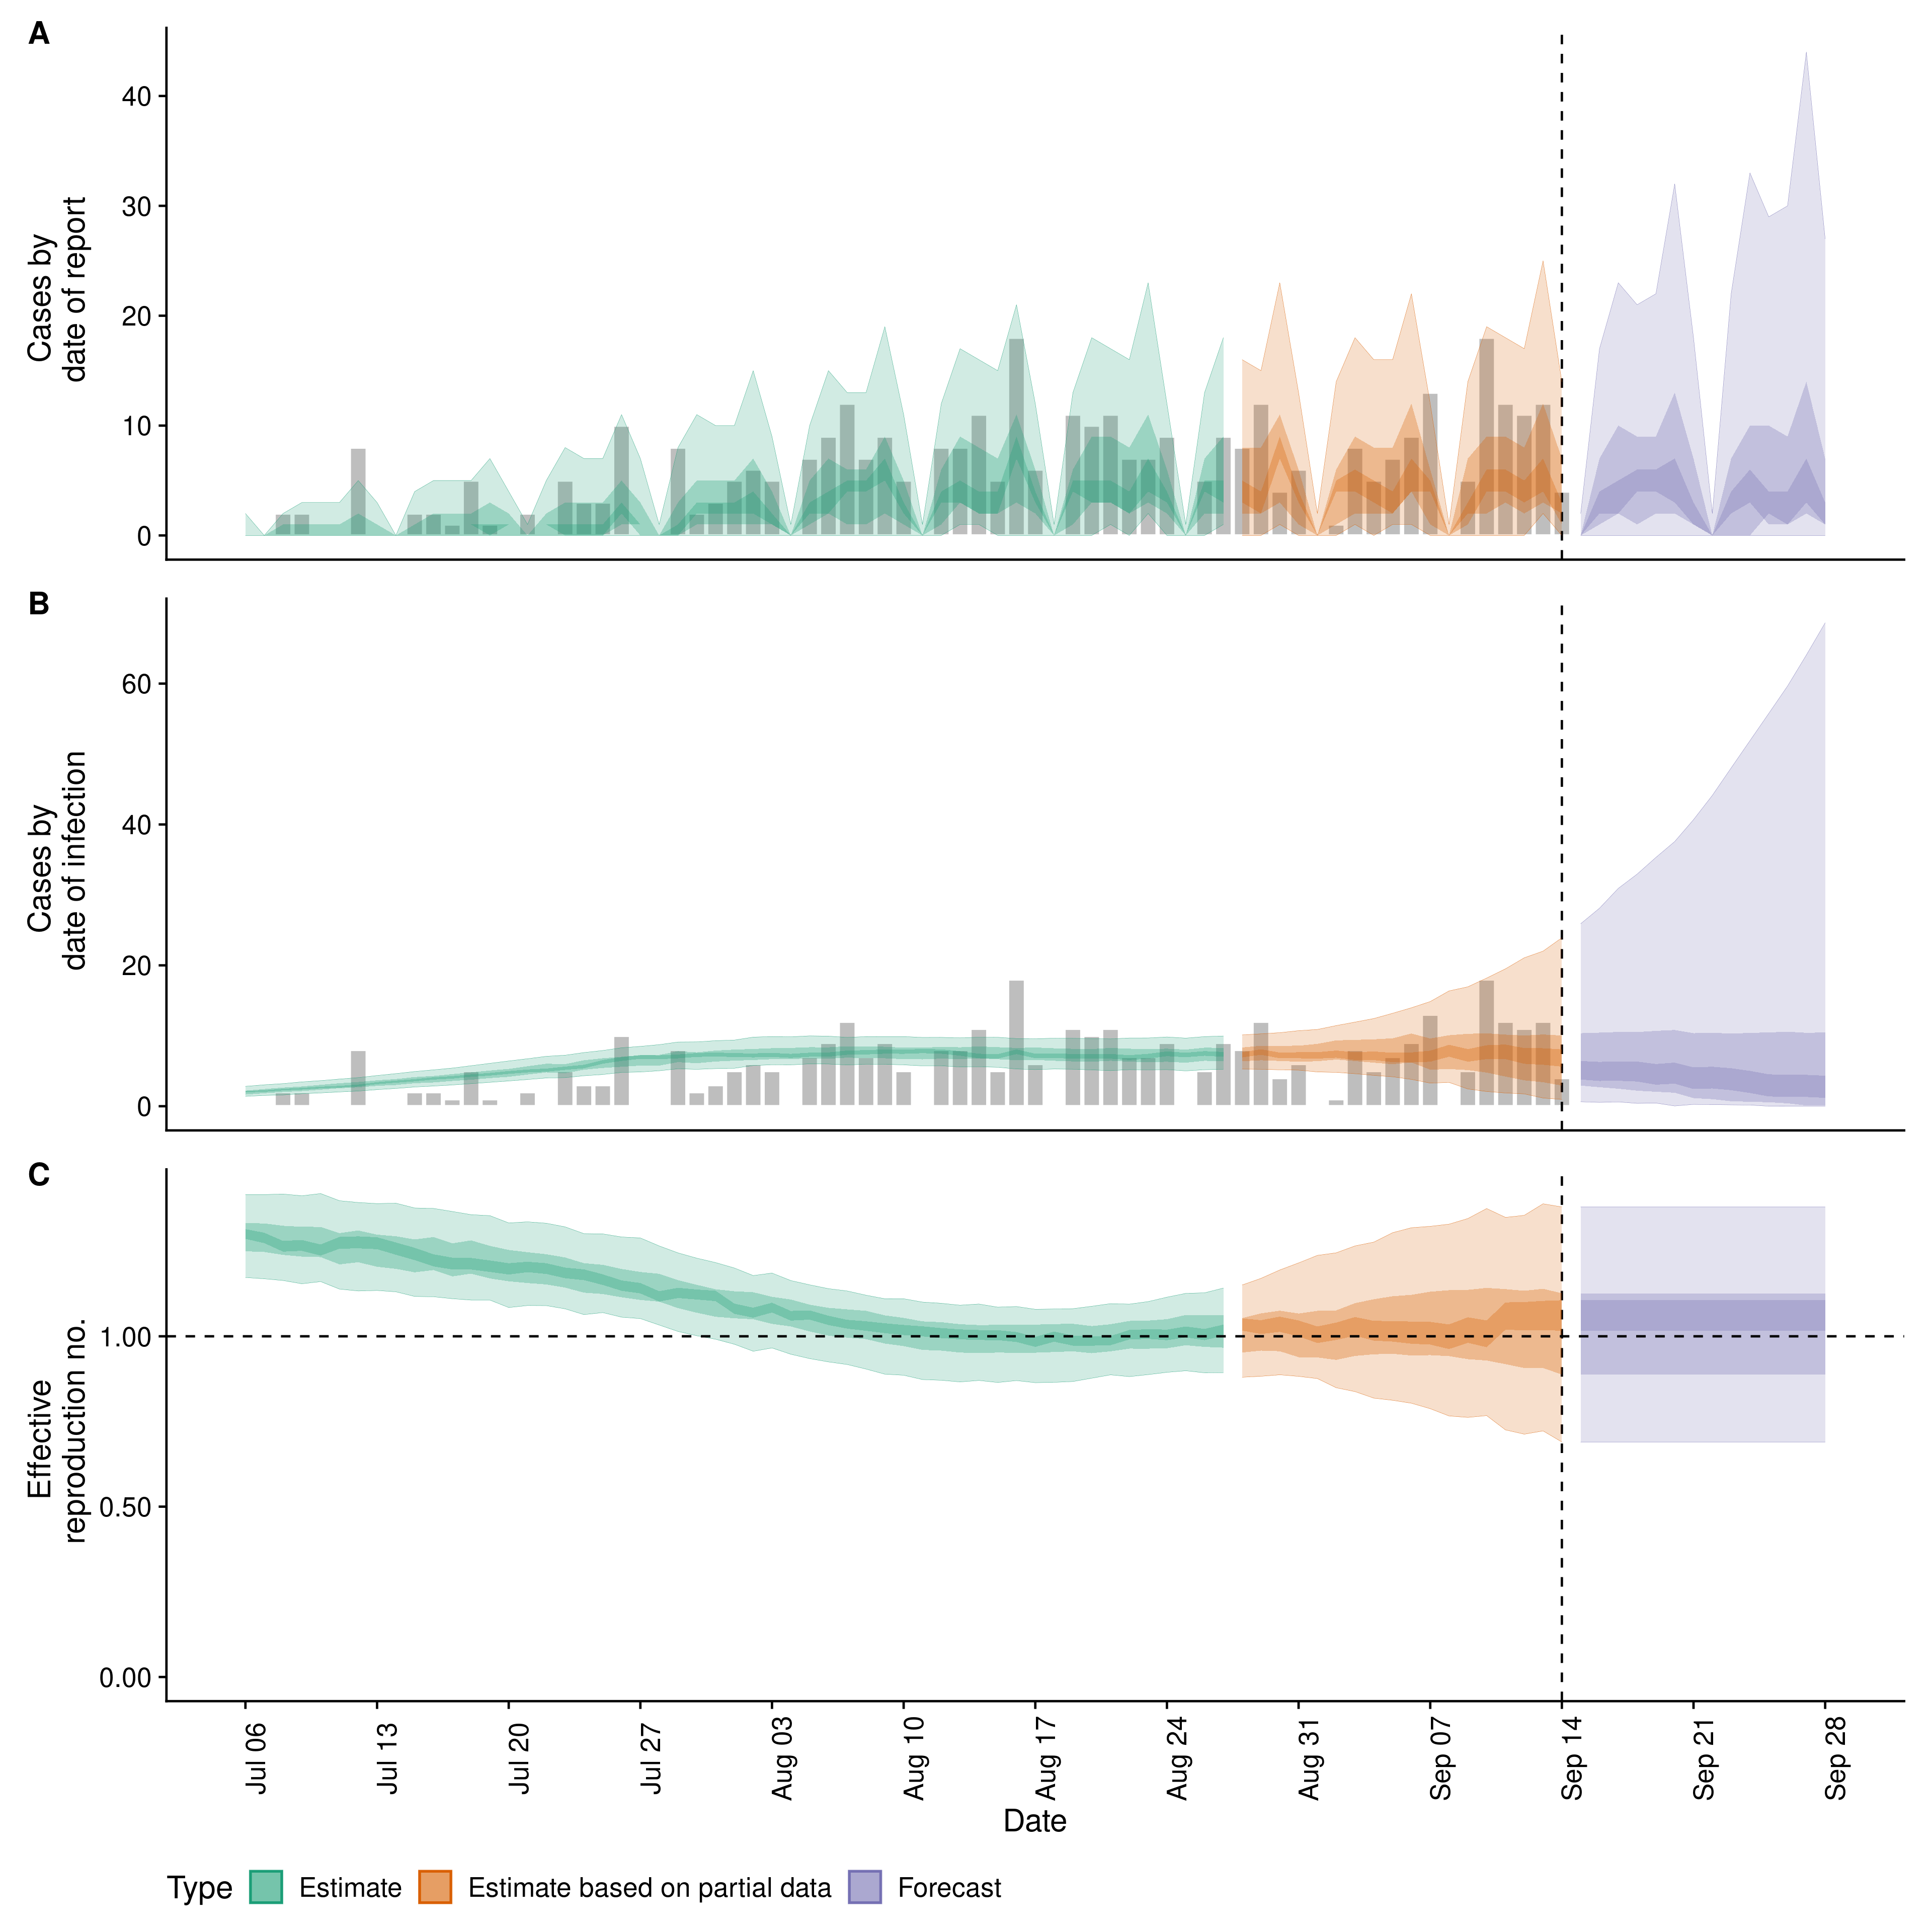 A
40
30
20
10
0
Cases by
date of report
B
60
40
20
0
Cases by
date of infection
C
1.00
0.50
0.00
Effective
reproduction no.
Jul 06
Jul 13
Jul 20
Jul 27
Aug 03
Aug 10
Aug 17
Aug 24
Aug 31
Sep 07
Sep 14
Sep 21
Sep 28
Date
Type Estimate Estimate based on partial data Forecast